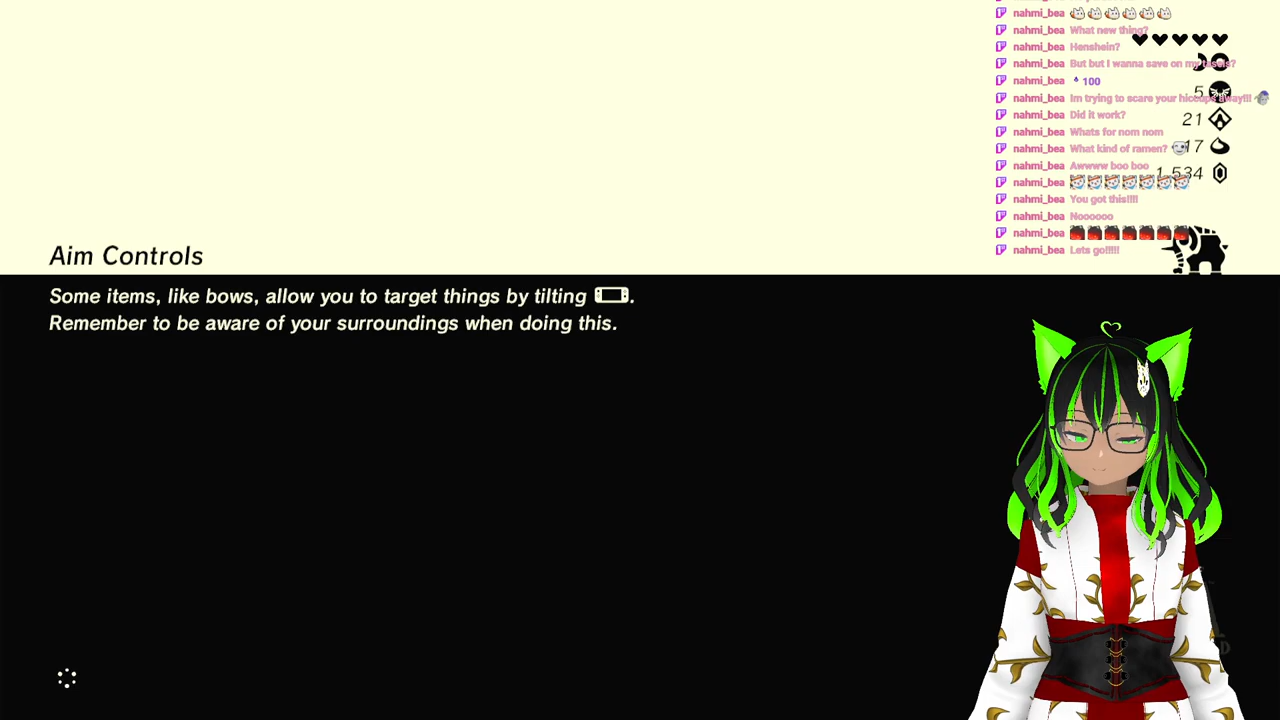 nahmi_bea
nahmi_bea What new thing?
nahmi_bea Henshein?
nahmi_bea But but I wanna save on my tasels?
nahmi_bea 100
nahmi_bea Im trying to scare your hiccups away!!! 5
nahmi_bea Did it work? 21
nahmi_bea Whats for nom nom
nahmi_bea What kind of ramen? 17
nahmi_bea Awwww boo boo
1,534
nahmi_bea
nahmi_bea You got this!!!!
nahmi_bea Noooooo
nahmi_bea
nahmi_bea Lets go!!!!!
Aim Controls
Some items, like bows, allow you to target things by tilting .
Remember to be aware of your surroundings when doing this.